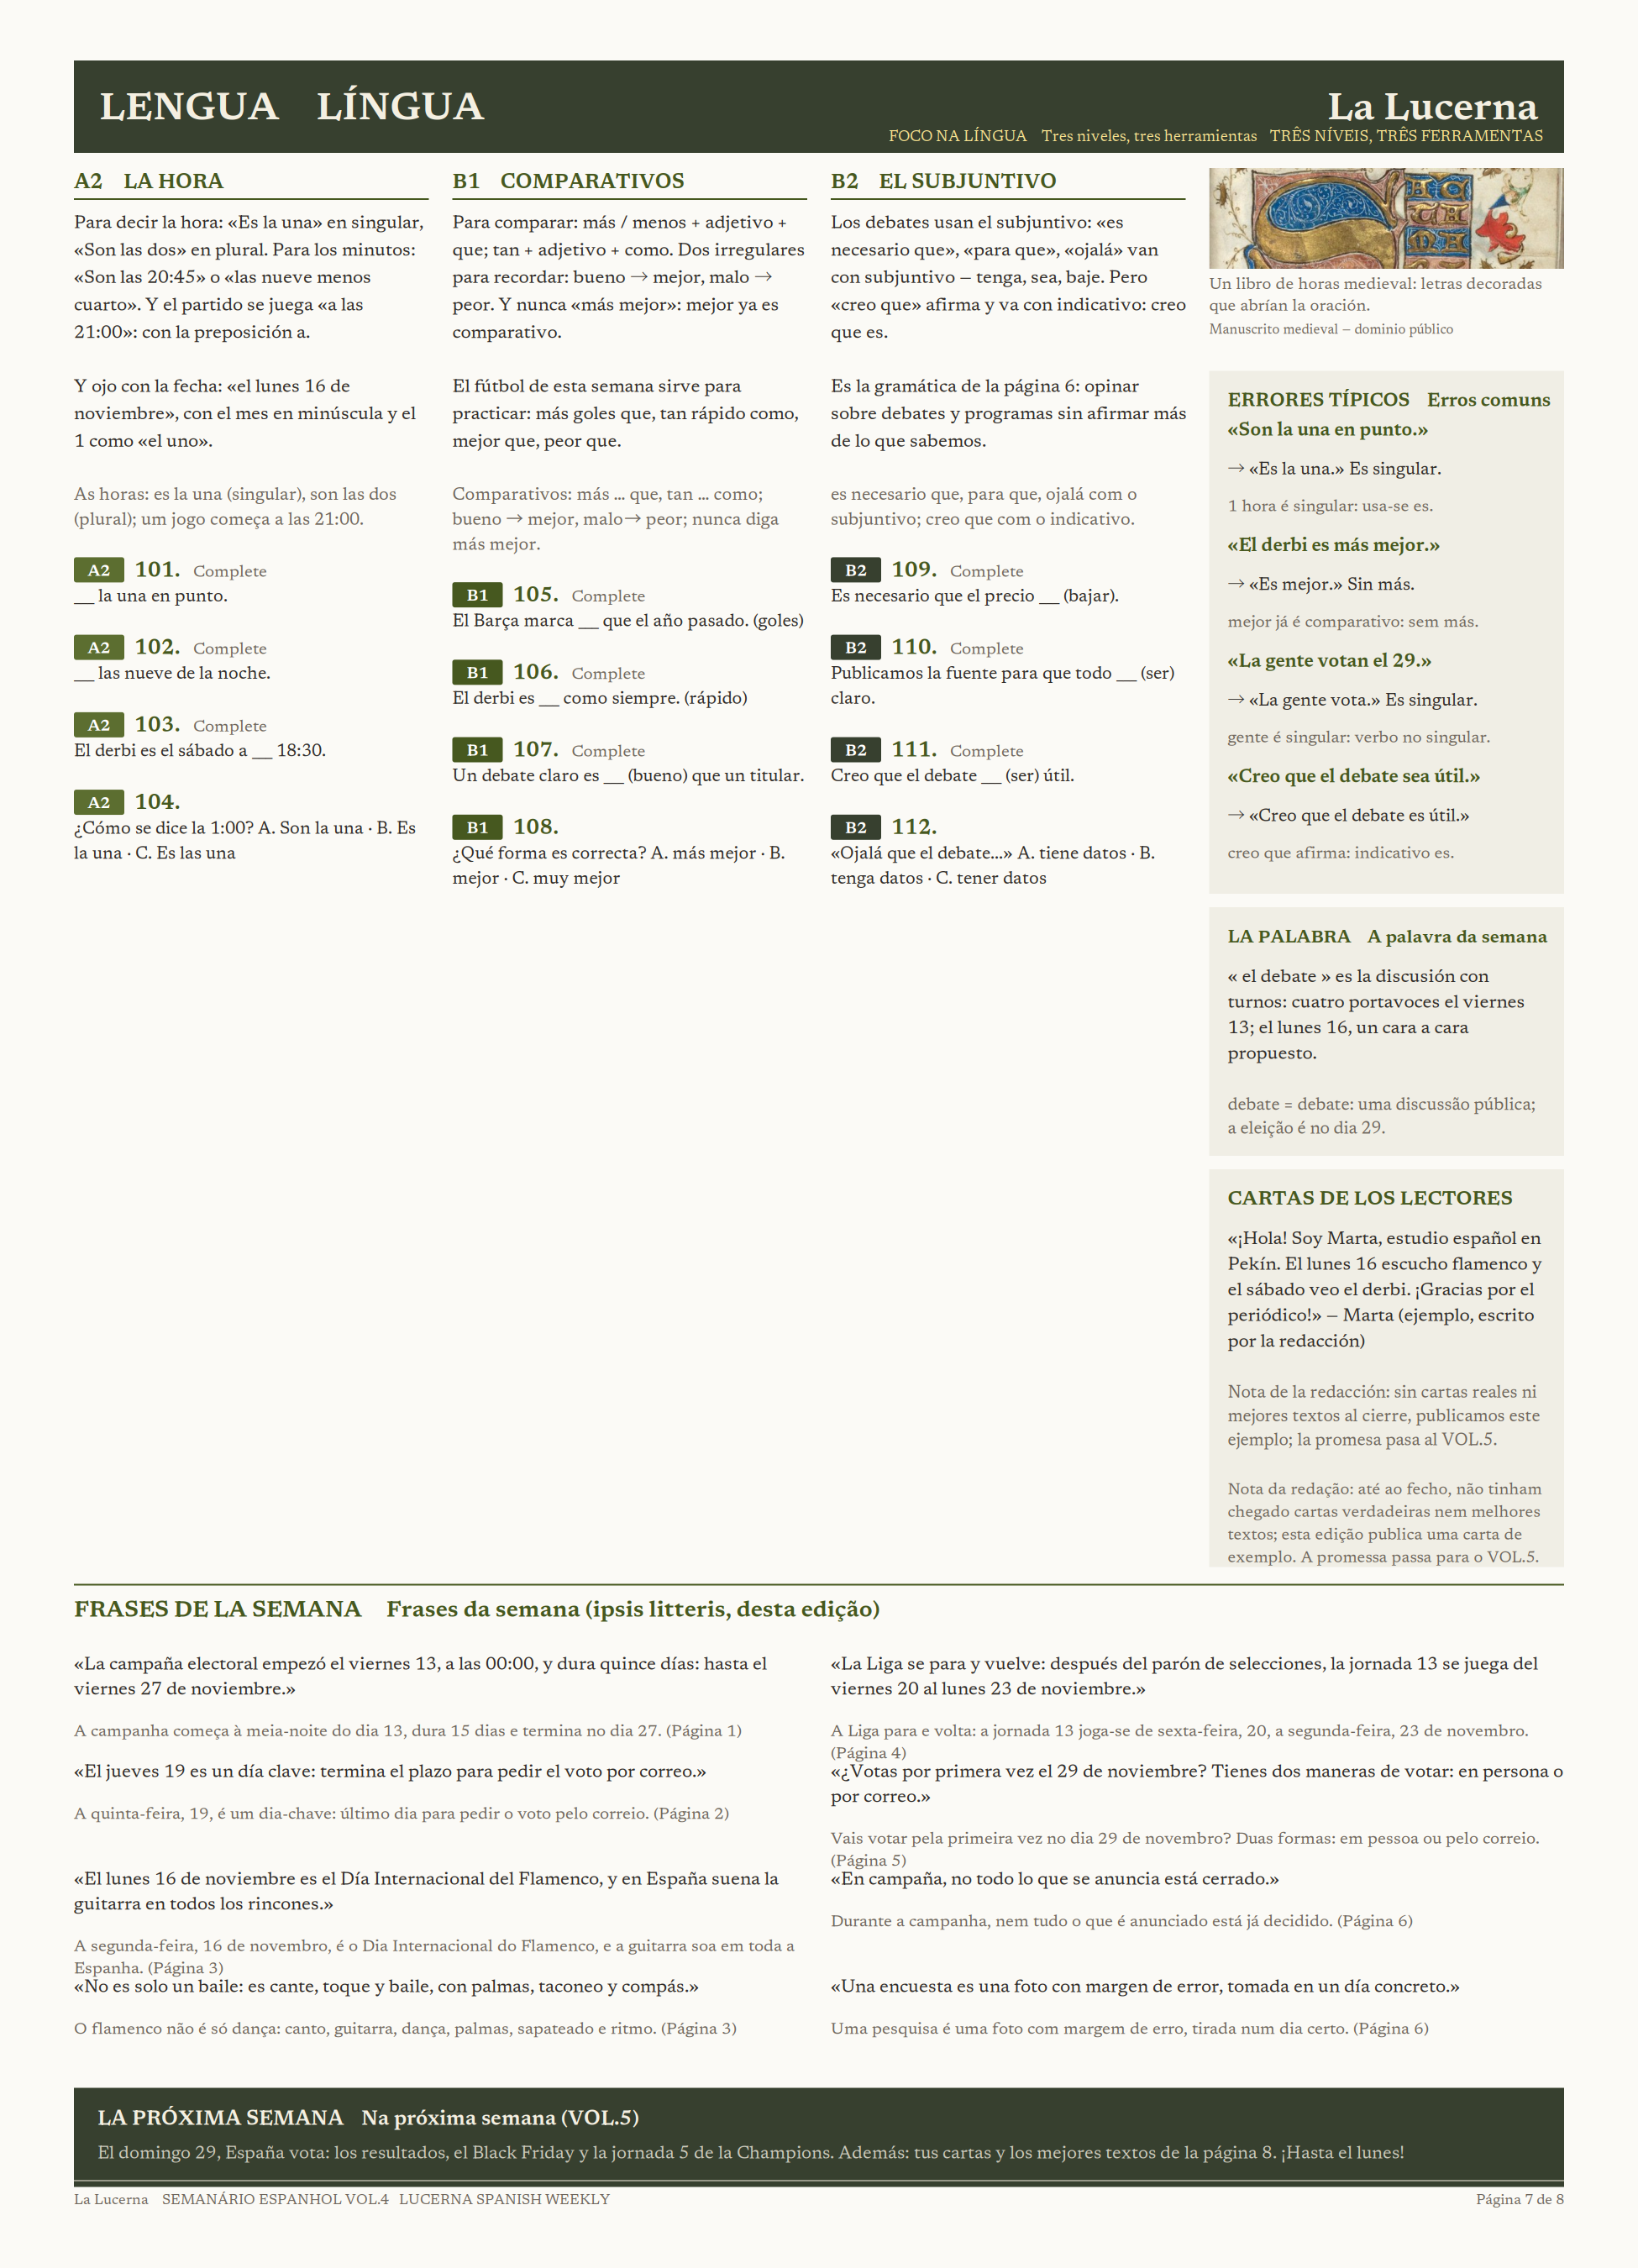 LENGUA LÍNGUA
La Lucerna
FOCO NA LÍNGUA Tres niveles, tres herramientas TRÊS NÍVEIS, TRÊS FERRAMENTAS
A2 LA HORA
Para decir la hora: «Es la una» en singular,
«Son las dos» en plural. Para los minutos:
«Son las 20:45» o «las nueve menos
cuarto». Y el partido se juega «a las
21:00»: con la preposición a.
Y ojo con la fecha: «el lunes 16 de
noviembre», con el mes en minúscula y el
1 como «el uno».
As horas: es la una (singular), son las dos
(plural); um jogo começa a las 21:00.
A2 101. Complete
__ la una en punto.
A2 102. Complete
__ las nueve de la noche.
A2 103. Complete
El derbi es el sábado a __ 18:30.
A2 104.
¿Cómo se dice la 1:00? A. Son la una · B. Es
la una · C. Es las una
B1 COMPARATIVOS
Para comparar: más / menos + adjetivo +
que; tan + adjetivo + como. Dos irregulares
para recordar: bueno → mejor, malo →
peor. Y nunca «más mejor»: mejor ya es
comparativo.
El fútbol de esta semana sirve para
practicar: más goles que, tan rápido como,
mejor que, peor que.
Comparativos: más ... que, tan ... como;
bueno → mejor, malo→ peor; nunca diga
más mejor.
B1 105. Complete
El Barça marca __ que el año pasado. (goles)
B1 106. Complete
El derbi es __ como siempre. (rápido)
B1 107. Complete
Un debate claro es __ (bueno) que un titular.
B1 108.
¿Qué forma es correcta? A. más mejor · B.
mejor · C. muy mejor
B2 EL SUBJUNTIVO
Los debates usan el subjuntivo: «es
necesario que», «para que», «ojalá» van
con subjuntivo — tenga, sea, baje. Pero
«creo que» afirma y va con indicativo: creo
que es.
Es la gramática de la página 6: opinar
sobre debates y programas sin afirmar más
de lo que sabemos.
es necesario que, para que, ojalá com o
subjuntivo; creo que com o indicativo.
B2 109. Complete
Es necesario que el precio __ (bajar).
B2 110. Complete
Publicamos la fuente para que todo __ (ser)
claro.
B2 111. Complete
Creo que el debate __ (ser) útil.
B2 112.
«Ojalá que el debate...» A. tiene datos · B.
tenga datos · C. tener datos
Un libro de horas medieval: letras decoradas
que abrían la oración.
Manuscrito medieval — dominio público
ERRORES TÍPICOS Erros comuns
«Son la una en punto.»
→ «Es la una.» Es singular.
1 hora é singular: usa-se es.
«El derbi es más mejor.»
→ «Es mejor.» Sin más.
mejor já é comparativo: sem más.
«La gente votan el 29.»
→ «La gente vota.» Es singular.
gente é singular: verbo no singular.
«Creo que el debate sea útil.»
→ «Creo que el debate es útil.»
creo que afirma: indicativo es.
LA PALABRA A palavra da semana
« el debate » es la discusión con
turnos: cuatro portavoces el viernes
13; el lunes 16, un cara a cara
propuesto.
debate = debate: uma discussão pública;
a eleição é no dia 29.
CARTAS DE LOS LECTORES
«¡Hola! Soy Marta, estudio español en
Pekín. El lunes 16 escucho flamenco y
el sábado veo el derbi. ¡Gracias por el
periódico!» — Marta (ejemplo, escrito
por la redacción)
Nota de la redacción: sin cartas reales ni
mejores textos al cierre, publicamos este
ejemplo; la promesa pasa al VOL.5.
Nota da redação: até ao fecho, não tinham
chegado cartas verdadeiras nem melhores
textos; esta edição publica uma carta de
exemplo. A promessa passa para o VOL.5.
FRASES DE LA SEMANA Frases da semana (ipsis litteris, desta edição)
«La campaña electoral empezó el viernes 13, a las 00:00, y dura quince días: hasta el
viernes 27 de noviembre.»
A campanha começa à meia-noite do dia 13, dura 15 dias e termina no dia 27. (Página 1)
«El jueves 19 es un día clave: termina el plazo para pedir el voto por correo.»
A quinta-feira, 19, é um dia-chave: último dia para pedir o voto pelo correio. (Página 2)
«El lunes 16 de noviembre es el Día Internacional del Flamenco, y en España suena la
guitarra en todos los rincones.»
A segunda-feira, 16 de novembro, é o Dia Internacional do Flamenco, e a guitarra soa em toda a
Espanha. (Página 3)
«No es solo un baile: es cante, toque y baile, con palmas, taconeo y compás.»
O flamenco não é só dança: canto, guitarra, dança, palmas, sapateado e ritmo. (Página 3)
«La Liga se para y vuelve: después del parón de selecciones, la jornada 13 se juega del
viernes 20 al lunes 23 de noviembre.»
A Liga para e volta: a jornada 13 joga-se de sexta-feira, 20, a segunda-feira, 23 de novembro.
(Página 4)
«¿Votas por primera vez el 29 de noviembre? Tienes dos maneras de votar: en persona o
por correo.»
Vais votar pela primeira vez no dia 29 de novembro? Duas formas: em pessoa ou pelo correio.
(Página 5)
«En campaña, no todo lo que se anuncia está cerrado.»
Durante a campanha, nem tudo o que é anunciado está já decidido. (Página 6)
«Una encuesta es una foto con margen de error, tomada en un día concreto.»
Uma pesquisa é uma foto com margem de erro, tirada num dia certo. (Página 6)
LA PRÓXIMA SEMANA Na próxima semana (VOL.5)
El domingo 29, España vota: los resultados, el Black Friday y la jornada 5 de la Champions. Además: tus cartas y los mejores textos de la página 8. ¡Hasta el lunes!
La Lucerna SEMANÁRIO ESPANHOL VOL.4 LUCERNA SPANISH WEEKLY
Página 7 de 8